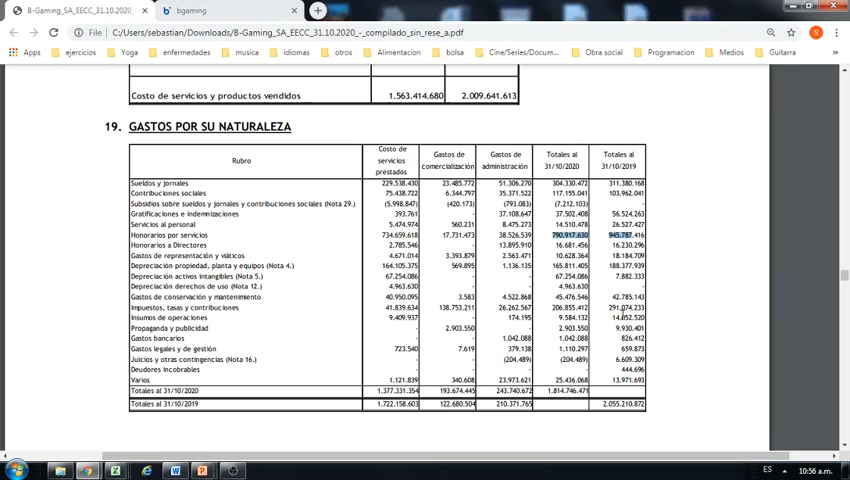 B-Gaming_SA_EECC_31.10.2020 - x bgaming x +
File | C:/Users/sebastian/Downloads/B-Gaming_SA_EECC_31.10.2020_-_compilado_sin_rese_a.pdf S
Apps ejercicios Yoga enfermedades musica idiomas otros Alimentacion bolsa Cine/Series/Docum... Obra social Programacion Medios Guitarra
Costo de servicios y productos vendidos 1.563.414.680 2.009.641.613
19. GASTOS POR SU NATURALEZA
Rubro Costo de servicios prestados Gastos de comercialización Gastos de administración Totales al 31/10/2020 Totales al 31/10/2019
Sueldos y jornales 229.538.430 23.485.772 51.306.270 304.330.472 311.380.168
Contribuciones sociales 75.438.722 6.344.797 35.371.522 117.155.041 103.962.041
Subsidios sobre sueldos y jornales y contribuciones sociales (Nota 29.) (5.998.847) (420.173) (793.083) (7.212.103) -
Gratificaciones e indemnizaciones 393.761 - 37.108.647 37.502.408 56.524.263
Servicios al personal 5.474.974 560.231 8.475.273 14.510.478 26.527.427
Honorarios por servicios 734.659.618 17.731.473 38.526.539 790.917.630 945.787.416
Honorarios a Directores 2.785.546 - 13.895.910 16.681.456 16.230.296
Gastos de representación y viáticos 4.671.014 3.393.879 2.563.471 10.628.364 18.184.709
Depreciación propiedad, planta y equipos (Nota 4.) 164.105.375 569.895 1.136.135 165.811.405 188.377.939
Depreciación activos intangibles (Nota 5.) 67.254.086 - - 67.254.086 7.882.333
Depreciación derechos de uso (Nota 12.) 4.963.630 - - 4.963.630 -
Gastos de conservación y mantenimiento 40.950.095 3.583 4.522.868 45.476.546 42.785.143
Impuestos, tasas y contribuciones 41.839.634 138.753.211 26.262.567 206.855.412 291.074.233
Insumos de operaciones 9.409.937 - 174.195 9.584.132 14.052.520
Propaganda y publicidad - 2.903.550 - 2.903.550 9.930.401
Gastos bancarios - - 1.042.088 1.042.088 826.412
Gastos legales y de gestión 723.540 7.619 379.138 1.110.297 659.873
Juicios y otras contingencias (Nota 16.) - - (204.489) (204.489) 6.609.309
Deudores incobrables - - - - 444.696
Varios 1.121.839 340.608 23.973.621 25.436.068 13.971.693
Totales al 31/10/2020 1.377.331.354 193.674.445 243.740.672 1.814.746.471
Totales al 31/10/2019 1.722.158.603 122.680.504 210.371.765 2.055.210.872
ES 10:56 a.m.